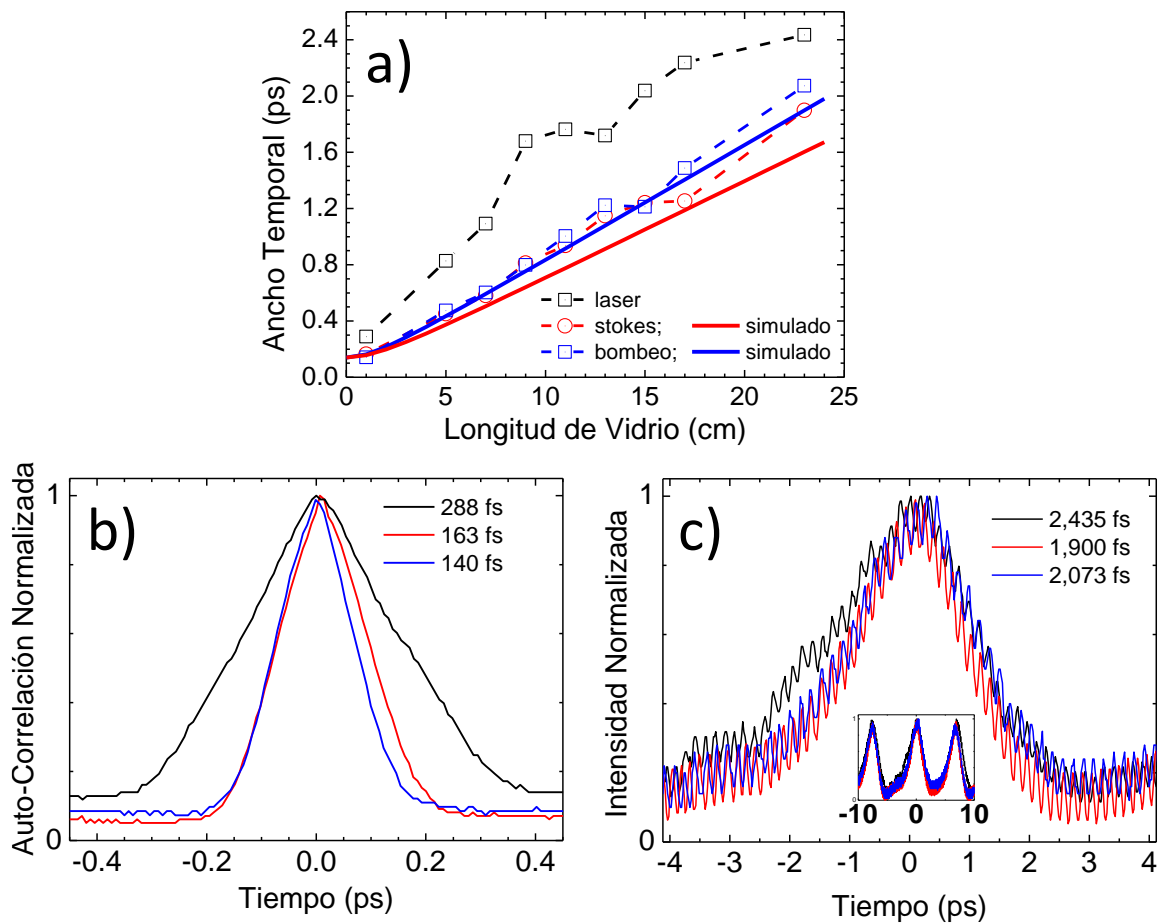 a)
Ancho Temporal (ps)
2.4
2.0
1.6
1.2
0.8
0.4
0.0
laser
stokes; simulado
bombeo; simulado
0 5 10 15 20 25
Longitud de Vidrio (cm)
b)
Auto-Correlación Normalizada
1
0
288 fs
163 fs
140 fs
-0.4 -0.2 0.0 0.2 0.4
Tiempo (ps)
c)
Intensidad Normalizada
1
0
2,435 fs
1,900 fs
2,073 fs
1
0
-10 0 10
-4 -3 -2 -1 0 1 2 3 4
Tiempo (ps)